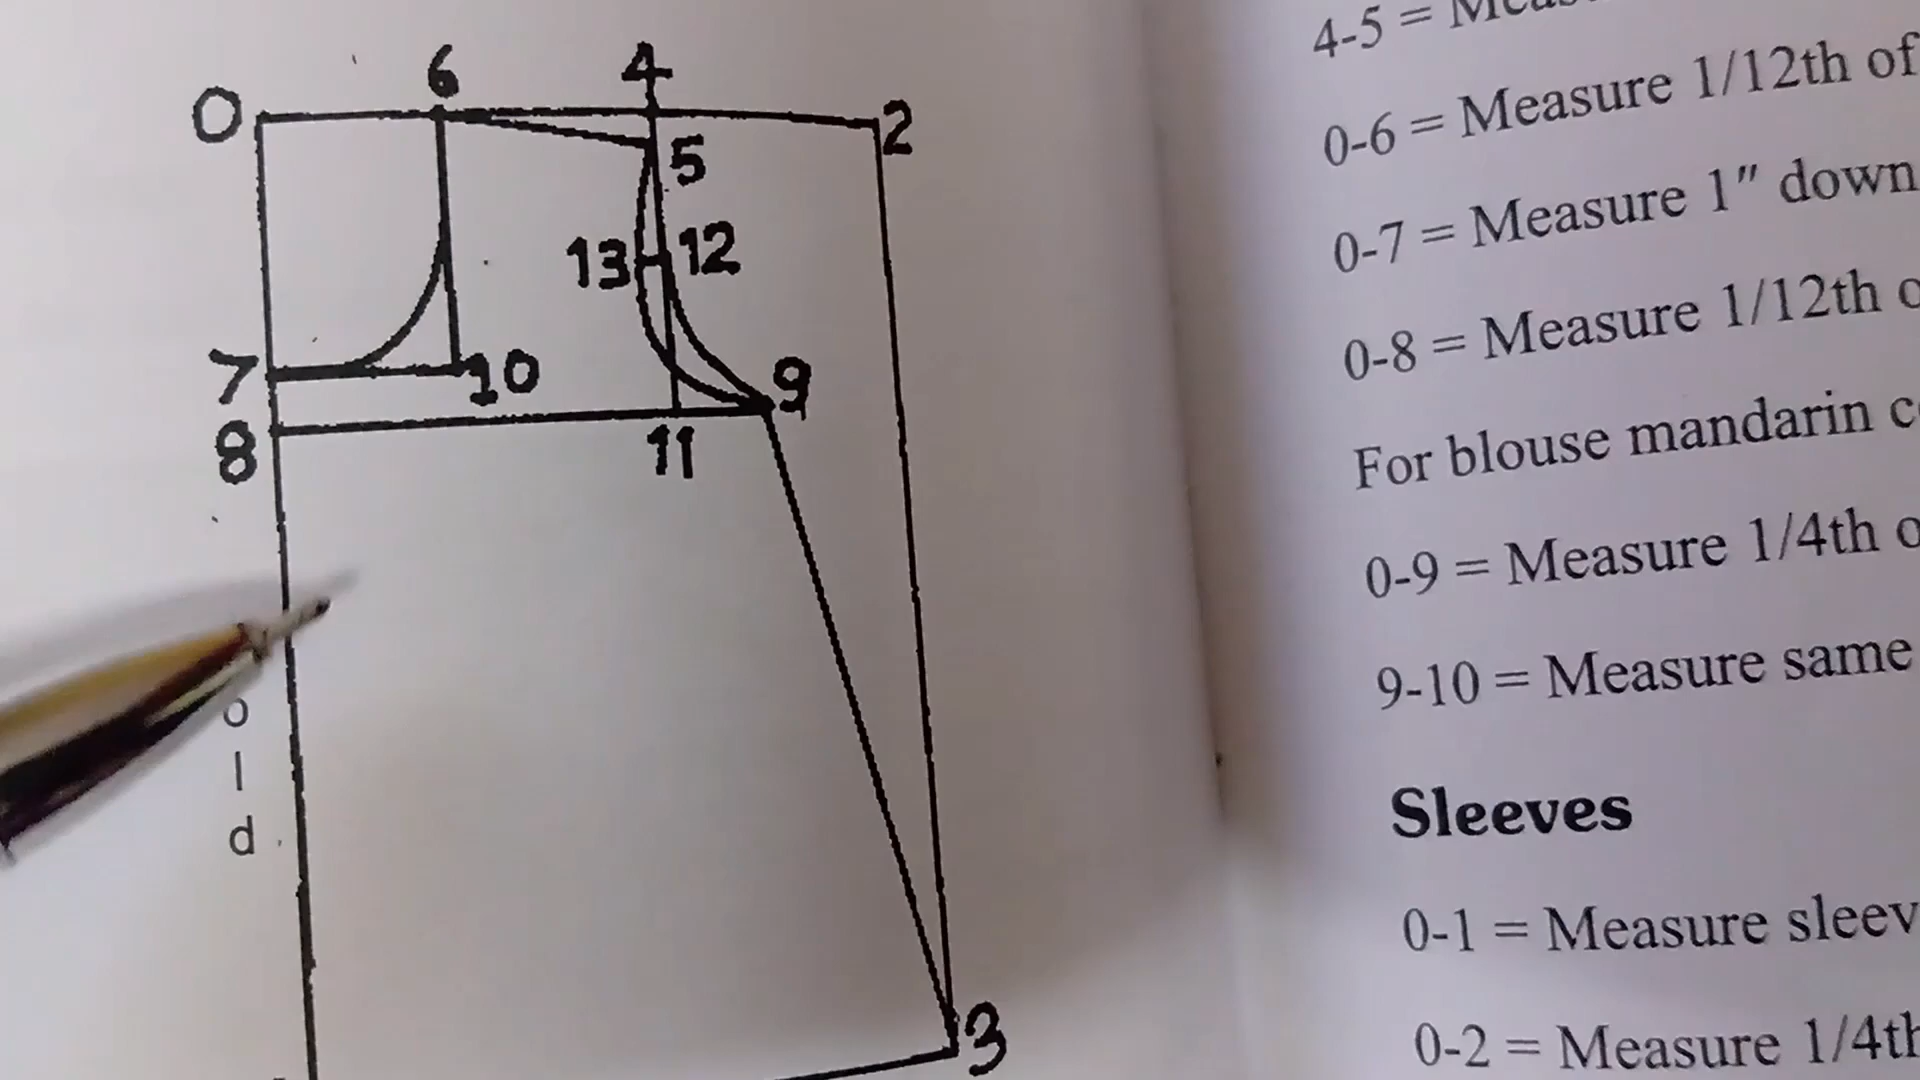 6 4
0 2
5
13 12
7 10 9
8 11
o
l
d
3
4-5 =
0-6 = Measure 1/12th of
0-7 = Measure 1″ down
0-8 = Measure 1/12th
For blouse mandarin
0-9 = Measure 1/4th
9-10 = Measure same
Sleeves
0-1 = Measure sleev
0-2 = Measure 1/4th